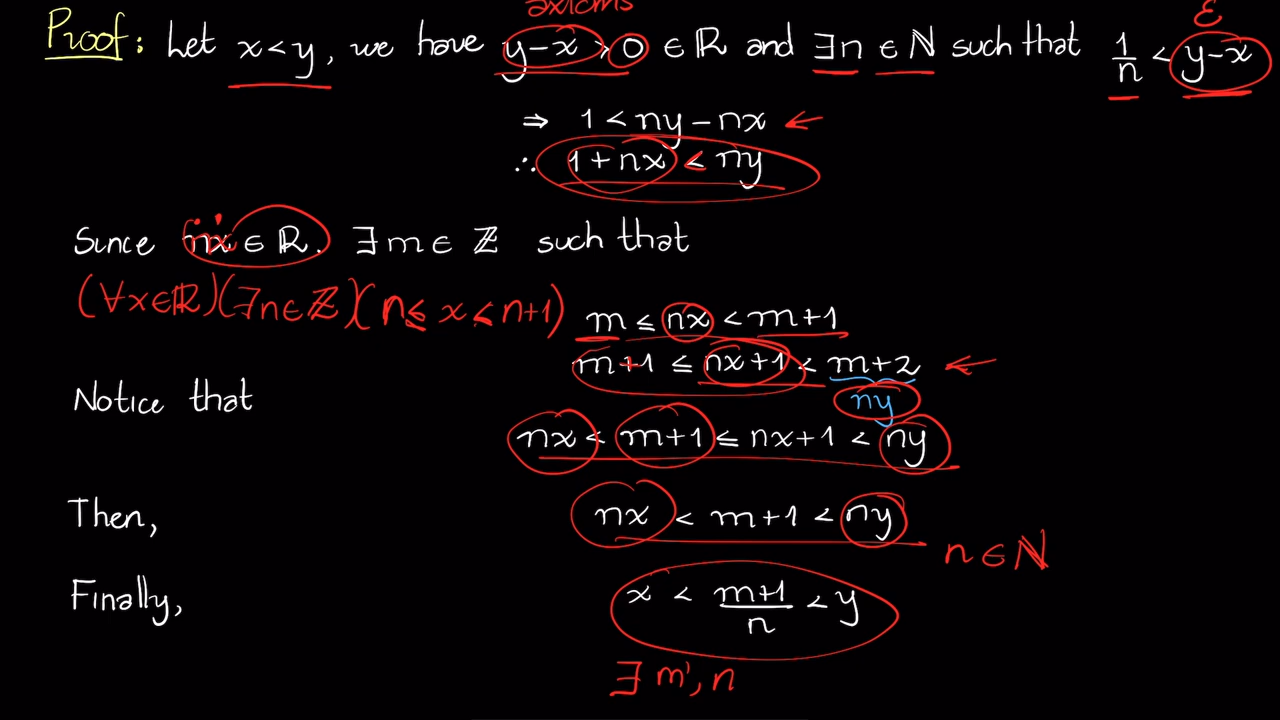 axioms
ε
Proof: Let x < y, we have y-x > 0 ∈ ℝ and ∃n ∈ ℕ such that 1/n < y-x
⇒ 1 < ny - nx ←
∴ 1 + nx < ny
Since nx ∈ ℝ. ∃ m ∈ ℤ such that
(∀x∈ℝ)(∃n∈ℤ)(n ≤ x < n+1)
m ≤ nx < m+1
m+1 ≤ nx+1 < m+2 ←
ny
Notice that
nx < m+1 ≤ nx+1 < ny
Then, nx < m+1 < ny
n ∈ ℕ
Finally, x < m+1/n < y
∃ m', n